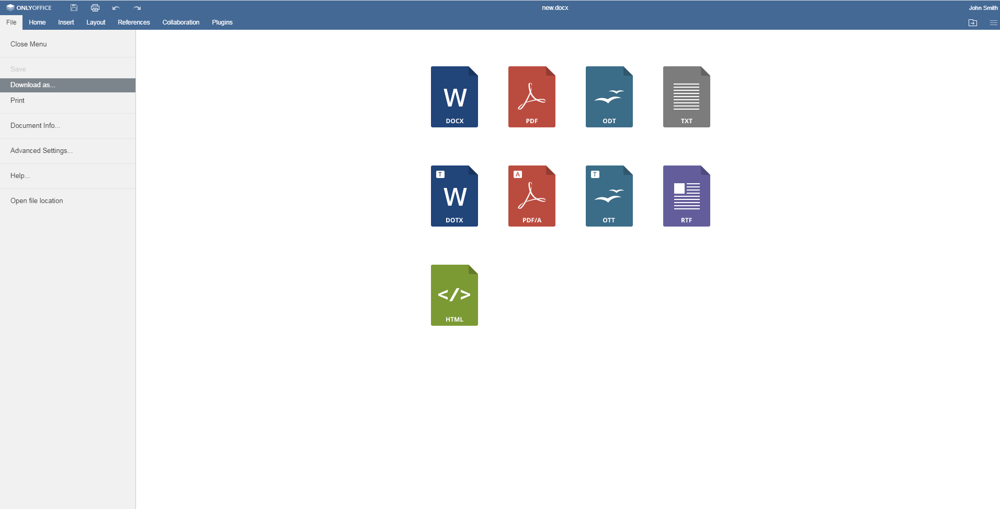 ONLYOFFICE new.docx John Smith
File Home Insert Layout References Collaboration Plugins
Close Menu
Save
Download as...
Print
Document Info...
Advanced Settings...
Help...
Open file location
W W
DOCX PDF ODT TXT
T A T
W
DOTX PDF/A OTT RTF
</>
HTML